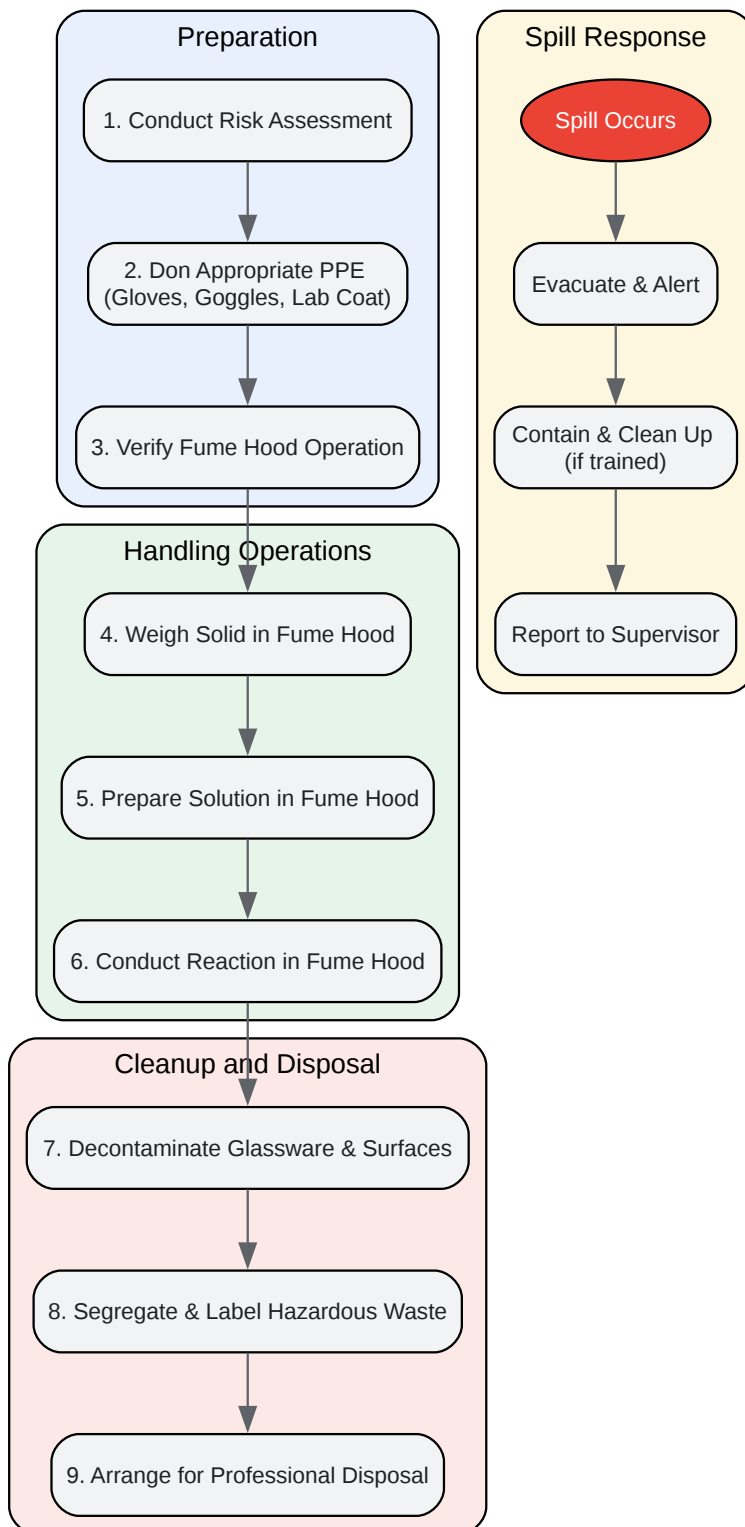 Preparation
1. Conduct Risk Assessment
2. Don Appropriate PPE
(Gloves, Goggles, Lab Coat)
3. Verify Fume Hood Operation
Handling Operations
4. Weigh Solid in Fume Hood
5. Prepare Solution in Fume Hood
6. Conduct Reaction in Fume Hood
Cleanup and Disposal
7. Decontaminate Glassware & Surfaces
8. Segregate & Label Hazardous Waste
9. Arrange for Professional Disposal
Spill Response
Spill Occurs
Evacuate & Alert
Contain & Clean Up
(if trained)
Report to Supervisor